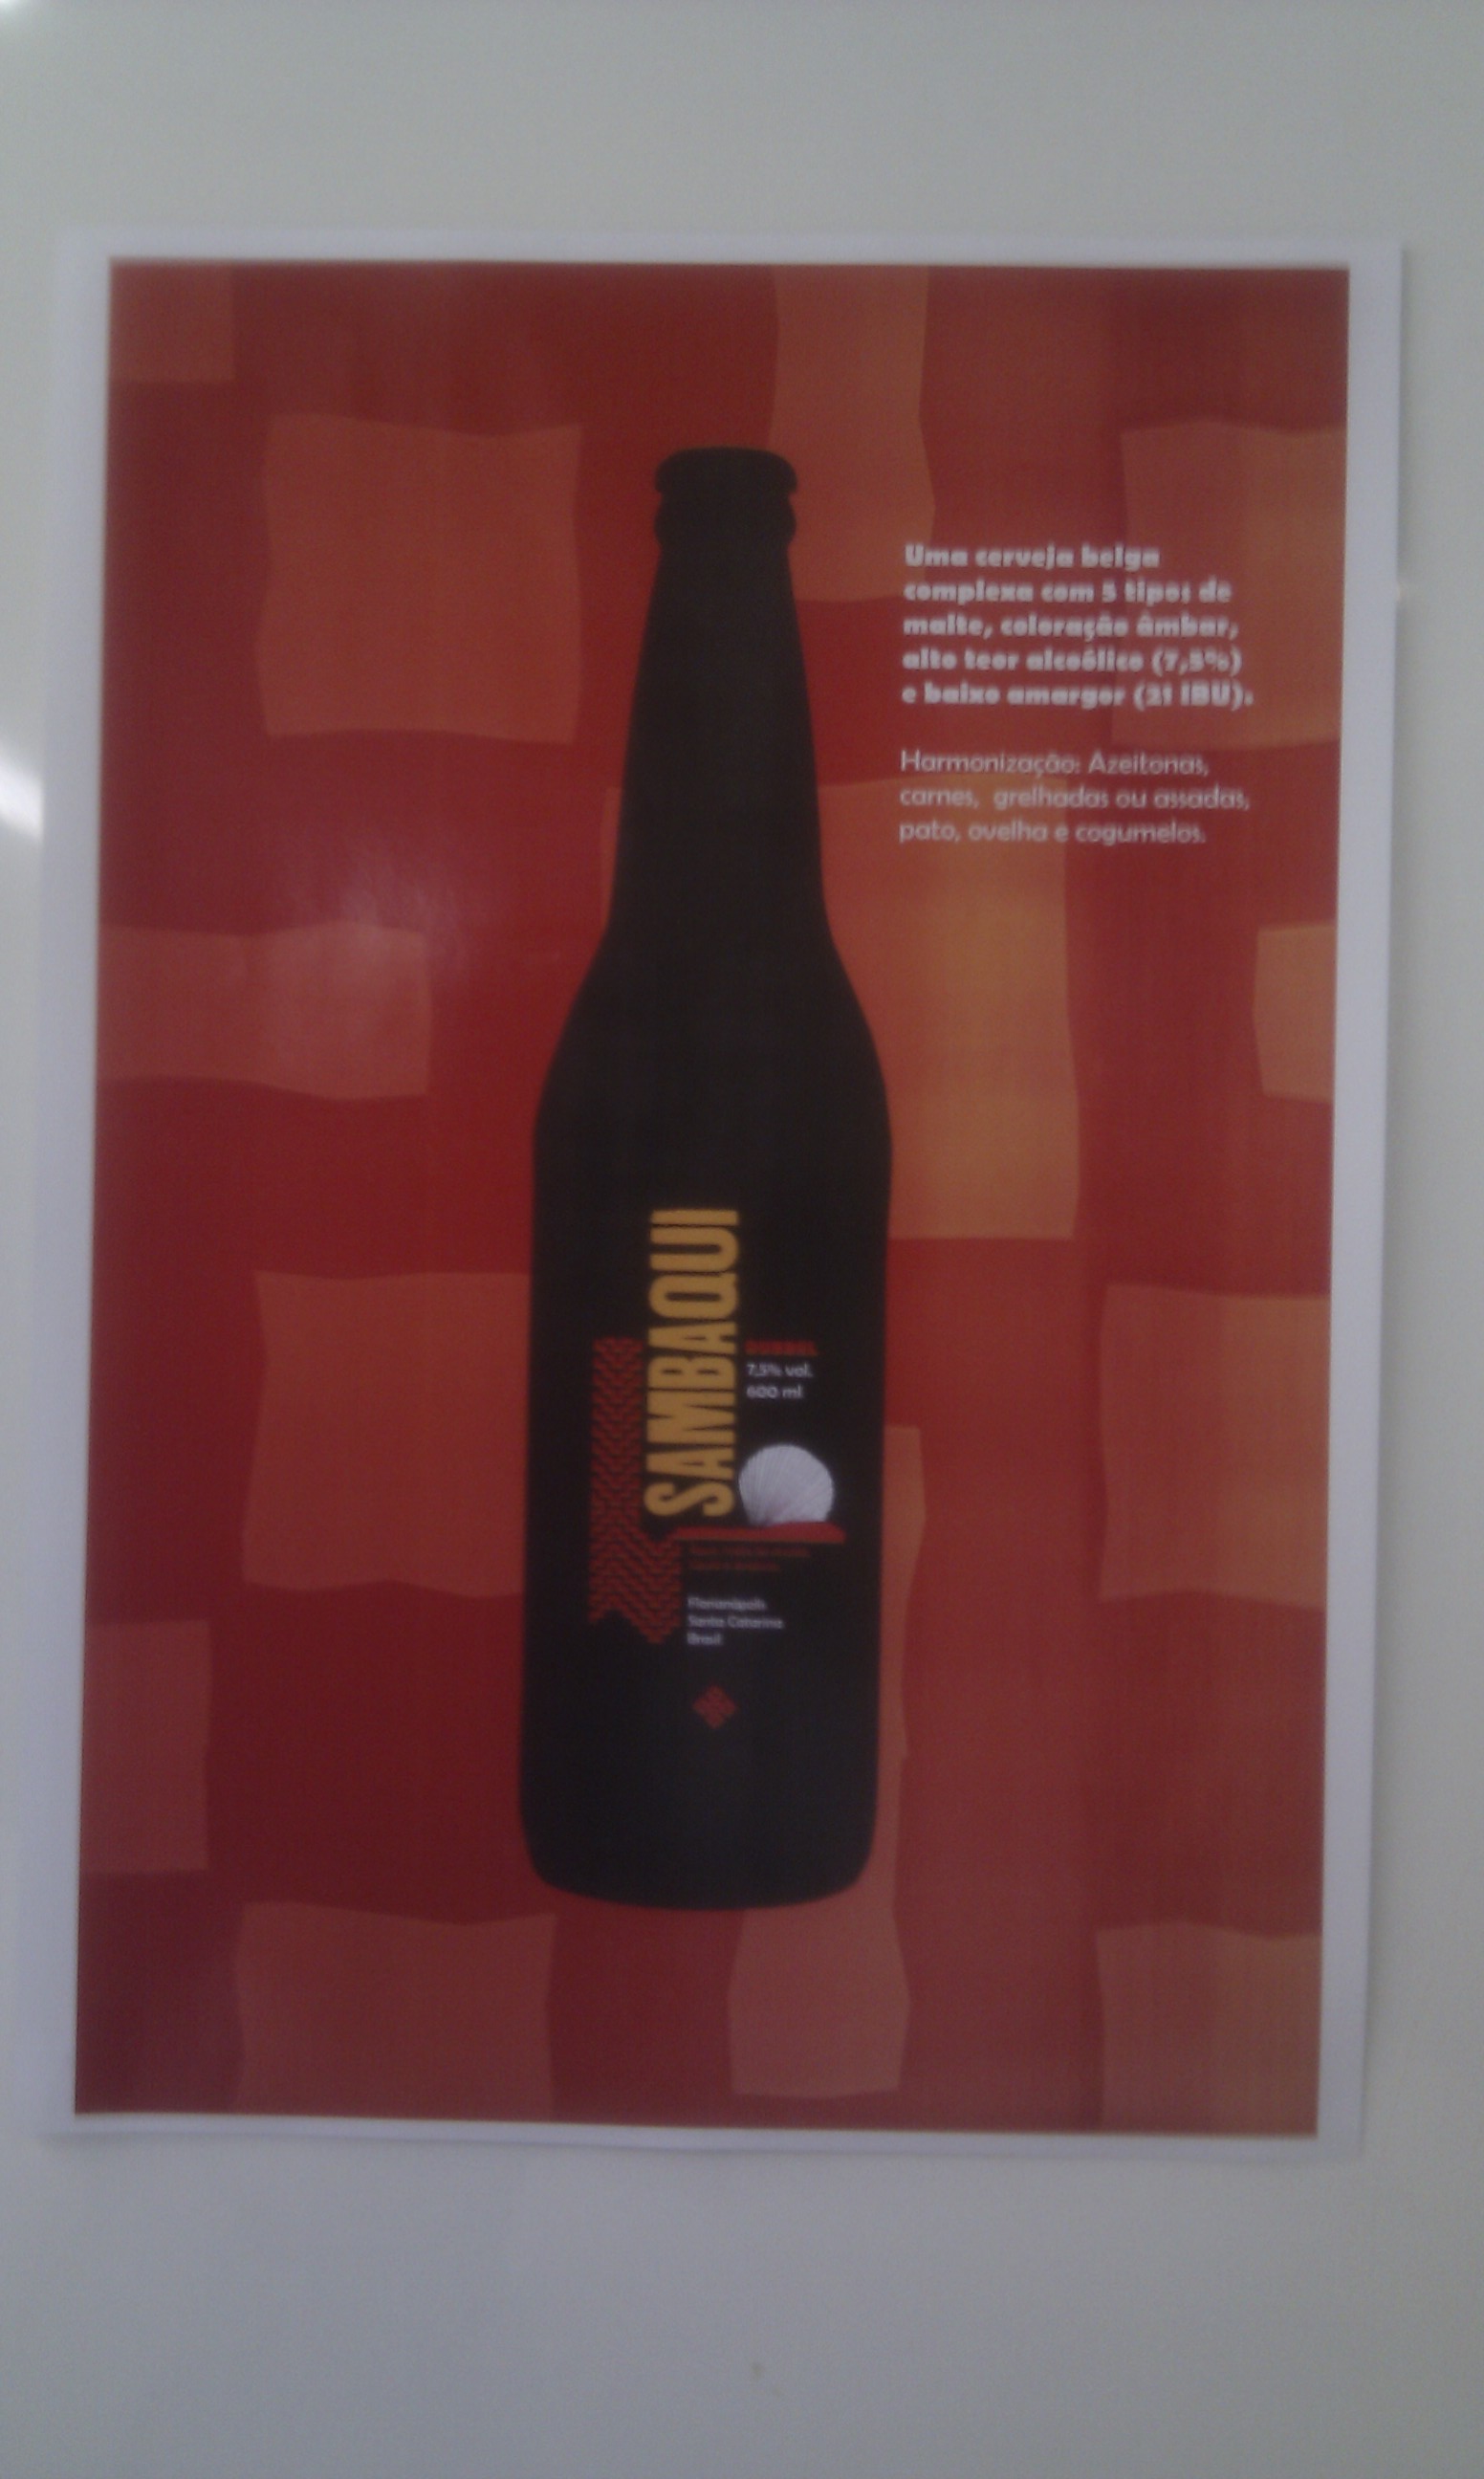 Uma cerveja belga
complexa com 5 tipos de
malte, coloração âmbar,
alto teor alcoólico (7,5%)
e baixo amargor (21 IBU).
Harmonização: Azeitonas,
carnes, grelhadas ou assadas,
pato, ovelha e cogumelos.
SAMBAQUI
DUBBEL
7,5% vol.
600 ml
Florianópolis
Santa Catarina
Brasil